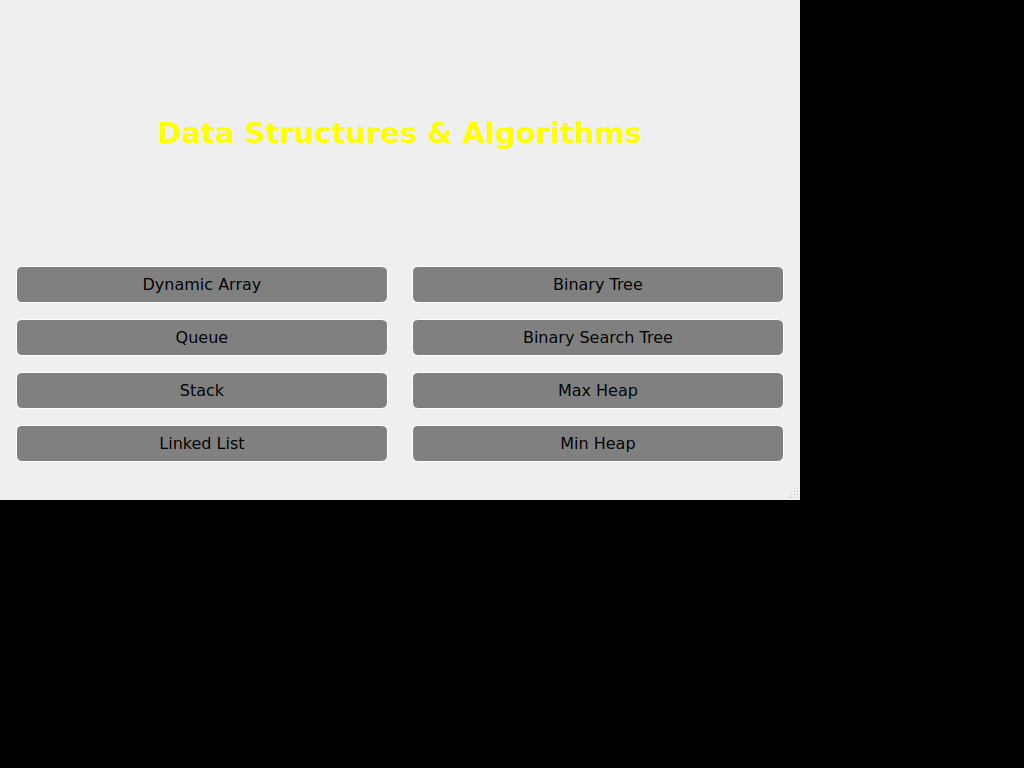 Data Structures & Algorithms
Dynamic Array
Binary Tree
Queue
Binary Search Tree
Stack
Max Heap
Linked List
Min Heap